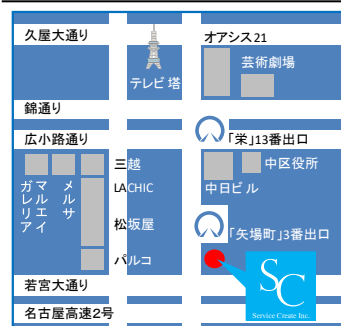 久屋大通り
オアシス21
芸術劇場
テレビ塔
錦通り
広小路通り
「栄」13番出口
三越
中区役所
ガレリア
マルエイ
メルサ
LACHIC
中日ビル
松坂屋
「矢場町」3番出口
パルコ
SC
Service Create Inc.
若宮大通り
名古屋高速2号